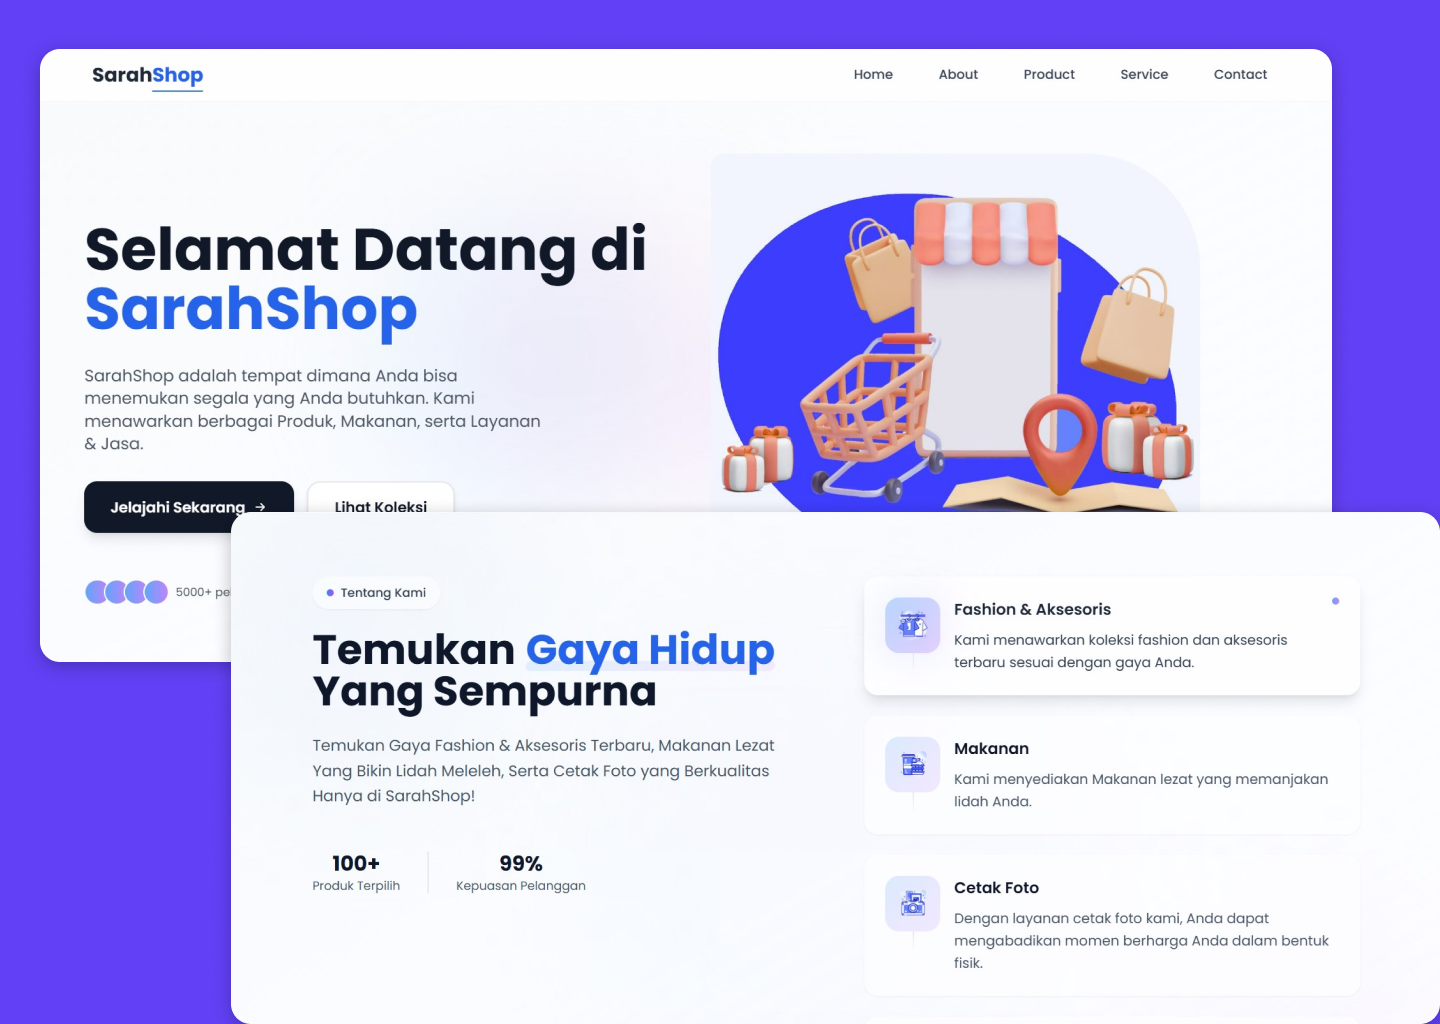 SarahShop
Home About Product Service Contact
Selamat Datang di
SarahShop
SarahShop adalah tempat dimana Anda bisa
menemukan segala yang Anda butuhkan. Kami
menawarkan berbagai Produk, Makanan, serta Layanan
& Jasa.
Jelajahi Sekarang →
Lihat Koleksi
5000+
Tentang Kami
Temukan Gaya Hidup
Yang Sempurna
Temukan Gaya Fashion & Aksesoris Terbaru, Makanan Lezat
Yang Bikin Lidah Meleleh, Serta Cetak Foto yang Berkualitas
Hanya di SarahShop!
100+
Produk Terpilih
99%
Kepuasan Pelanggan
Fashion & Aksesoris
Kami menawarkan koleksi fashion dan aksesoris
terbaru sesuai dengan gaya Anda.
Makanan
Kami menyediakan Makanan lezat yang memanjakan
lidah Anda.
Cetak Foto
Dengan layanan cetak foto kami, Anda dapat
mengabadikan momen berharga Anda dalam bentuk
fisik.